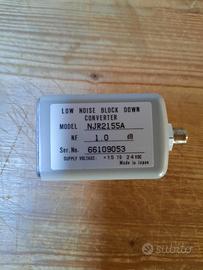 LOW NOISE BLOCK DOWN
CONVERTER
MODEL NJR2155A
NF 1.0 dB
Ser.No. 66109053
SUPPLY VOLTAGE: +15 TO 24 VDC
Made in Japan
subito